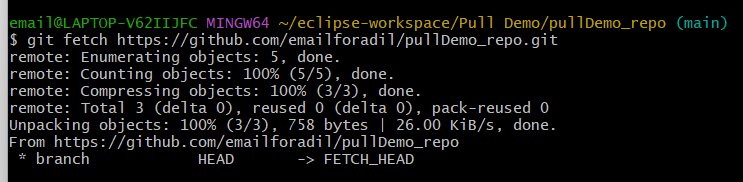 email@LAPTOP-V62IIJFC MINGW64 ~/eclipse-workspace/Pull Demo/pullDemo_repo (main)
$ git fetch https://github.com/emailforadil/pullDemo_repo.git
remote: Enumerating objects: 5, done.
remote: Counting objects: 100% (5/5), done.
remote: Compressing objects: 100% (3/3), done.
remote: Total 3 (delta 0), reused 0 (delta 0), pack-reused 0
Unpacking objects: 100% (3/3), 758 bytes | 26.00 KiB/s, done.
From https://github.com/emailforadil/pullDemo_repo
 * branch            HEAD       -> FETCH_HEAD